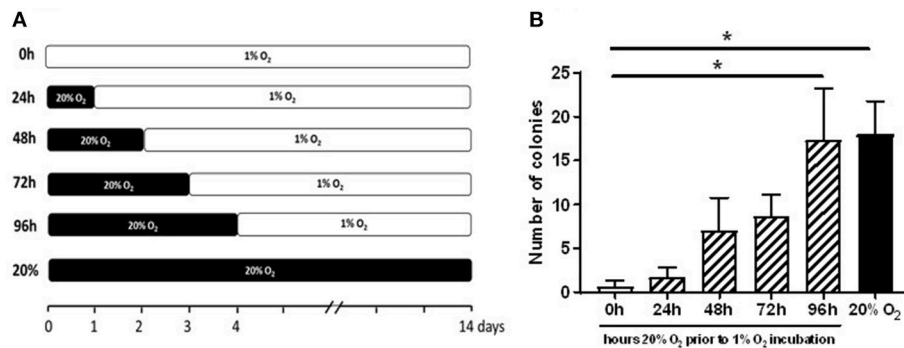 A
0h
1% O₂
24h
20% O₂ 1% O₂
48h
20% O₂ 1% O₂
72h
20% O₂ 1% O₂
96h
20% O₂ 1% O₂
20%
20% O₂
0 1 2 3 4 14 days
B
*
*
Number of colonies
25
20
15
10
5
0
0h 24h 48h 72h 96h 20% O₂
hours 20% O₂ prior to 1% O₂ incubation